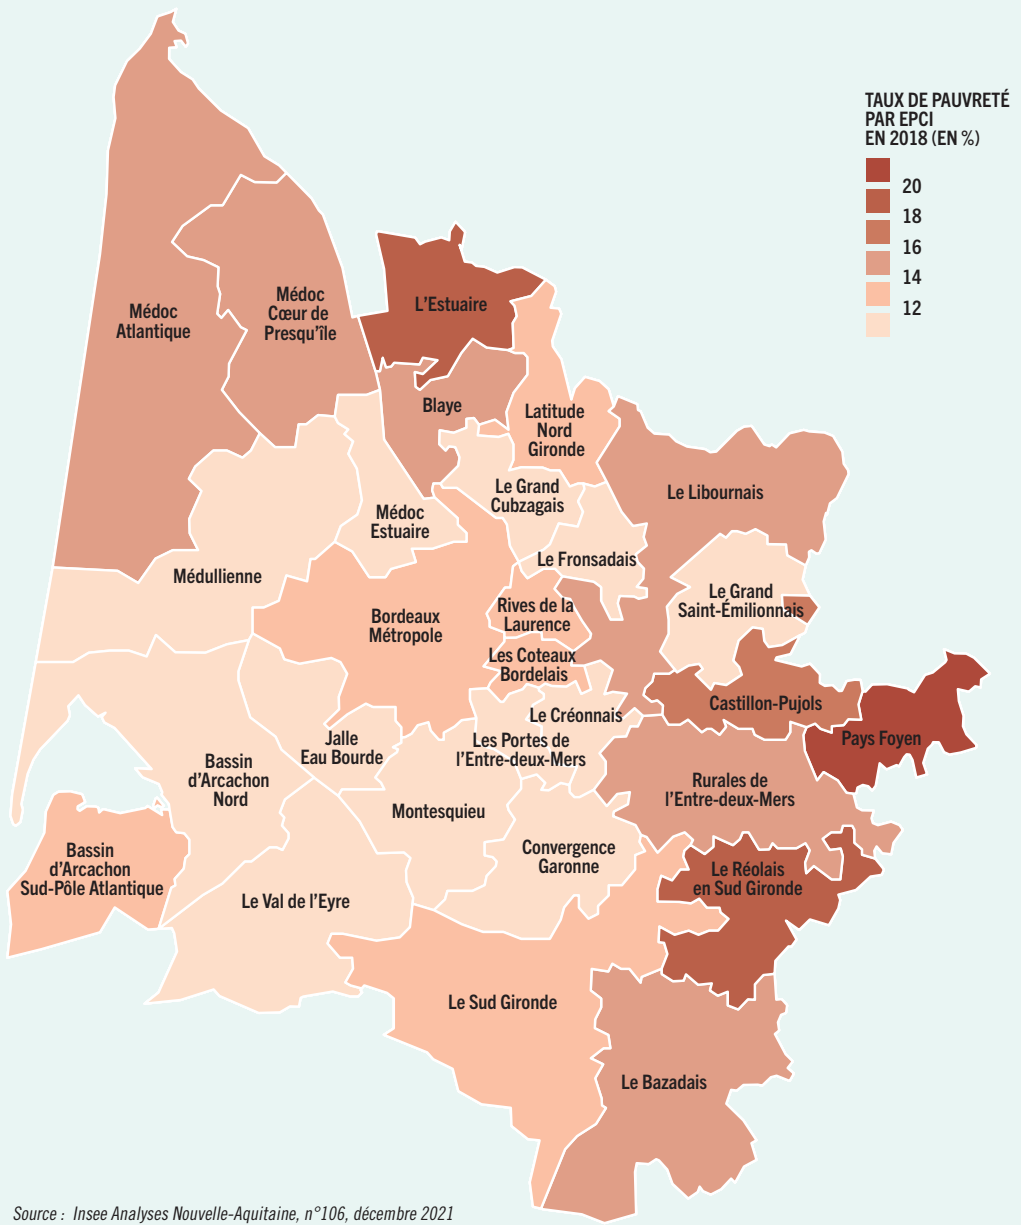 TAUX DE PAUVRETÉ
PAR EPCI
EN 2018 (EN %)
20
18
16
14
12
Médoc
Atlantique
Médoc
Cœur de
Presqu'île
L'Estuaire
Blaye
Latitude
Nord
Gironde
Le Grand
Cubzagais
Le Libournais
Médoc
Estuaire
Le Fronsadais
Médullienne
Le Grand
Saint-Émilionnais
Bordeaux
Métropole
Rives de la
Laurence
Les Coteaux
Bordelais
Castillon-Pujols
Le Créonnais
Pays Foyen
Jalle
Eau Bourde
Les Portes de
l'Entre-deux-Mers
Bassin
d'Arcachon
Nord
Rurales de
l'Entre-deux-Mers
Montesquieu
Bassin
d'Arcachon
Sud-Pôle Atlantique
Convergence
Garonne
Le Réolais
en Sud Gironde
Le Val de l'Eyre
Le Sud Gironde
Le Bazadais
Source : Insee Analyses Nouvelle-Aquitaine, n°106, décembre 2021